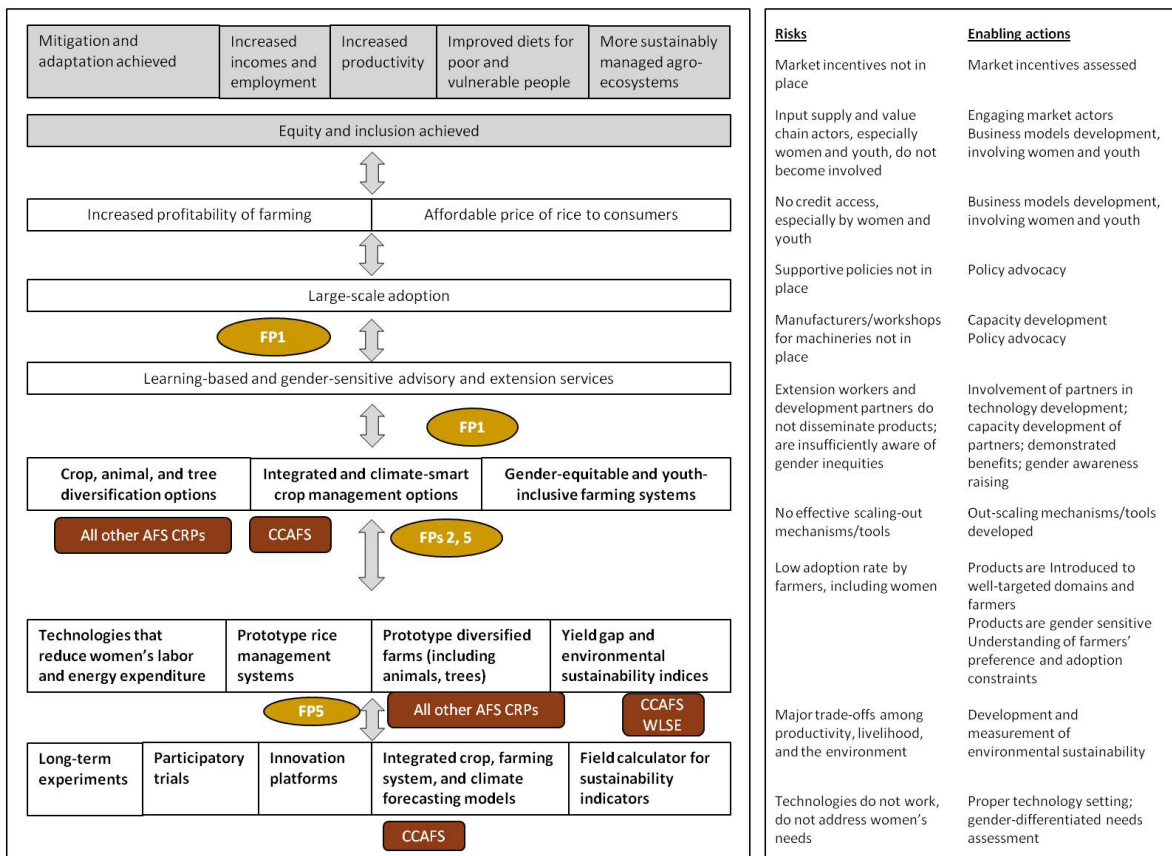 Mitigation and
adaptation achieved
Increased
incomes and
employment
Increased
productivity
Improved diets for
poor and
vulnerable people
More sustainably
managed agro-
ecosystems
Equity and inclusion achieved
Increased profitability of farming
Affordable price of rice to consumers
Large-scale adoption
FP1
Learning-based and gender-sensitive advisory and extension services
FP1
Crop, animal, and tree
diversification options
Integrated and climate-smart
crop management options
Gender-equitable and youth-
inclusive farming systems
All other AFS CRPs
CCAFS
FPs 2, 5
Technologies that
reduce women's labor
and energy expenditure
Prototype rice
management
systems
Prototype diversified
farms (including
animals, trees)
Yield gap and
environmental
sustainability indices
FP5
All other AFS CRPs
CCAFS
WLSE
Long-term
experiments
Participatory
trials
Innovation
platforms
Integrated crop, farming
system, and climate
forecasting models
Field calculator for
sustainability
indicators
CCAFS
Risks
Enabling actions
Market incentives not in
place
Market incentives assessed
Input supply and value
chain actors, especially
women and youth, do not
become involved
Engaging market actors
Business models development,
involving women and youth
No credit access,
especially by women and
youth
Business models development,
involving women and youth
Supportive policies not in
place
Policy advocacy
Manufacturers/workshops
for machineries not in
place
Capacity development
Policy advocacy
Extension workers and
development partners do
not disseminate products;
are insufficiently aware of
gender inequities
Involvement of partners in
technology development;
capacity development of
partners; demonstrated
benefits; gender awareness
raising
No effective scaling-out
mechanisms/tools
Out-scaling mechanisms/tools
developed
Low adoption rate by
farmers, including women
Products are Introduced to
well-targeted domains and
farmers
Products are gender sensitive
Understanding of farmers'
preference and adoption
constraints
Major trade-offs among
productivity, livelihood,
and the environment
Development and
measurement of
environmental sustainability
Technologies do not work,
do not address women's
needs
Proper technology setting;
gender-differentiated needs
assessment